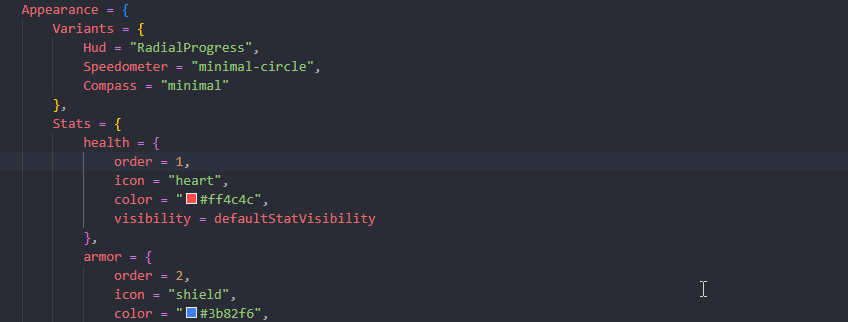 Appearance = {
Variants = {
Hud = "RadialProgress",
Speedometer = "minimal-circle",
Compass = "minimal"
},
Stats = {
health = {
order = 1,
icon = "heart",
color = "#ff4c4c",
visibility = defaultStatVisibility
},
armor = {
order = 2,
icon = "shield",
color = "#3b82f6",